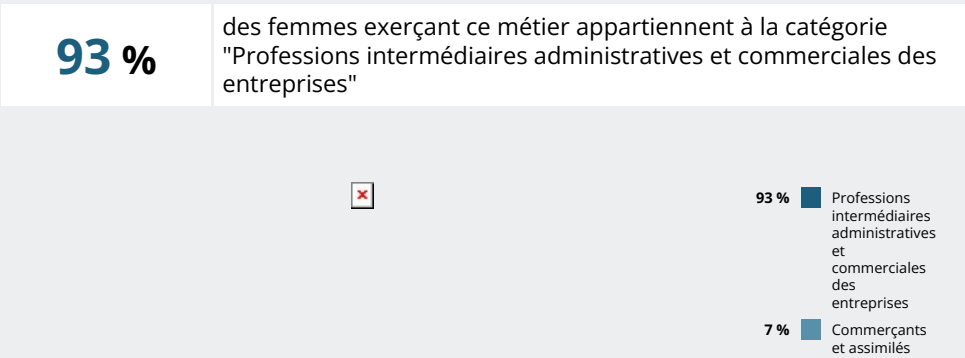 93 %
des femmes exerçant ce métier appartiennent à la catégorie
"Professions intermédiaires administratives et commerciales des
entreprises"
93 %
Professions
intermédiaires
administratives
et
commerciales
des
entreprises
7 %
Commerçants
et assimilés